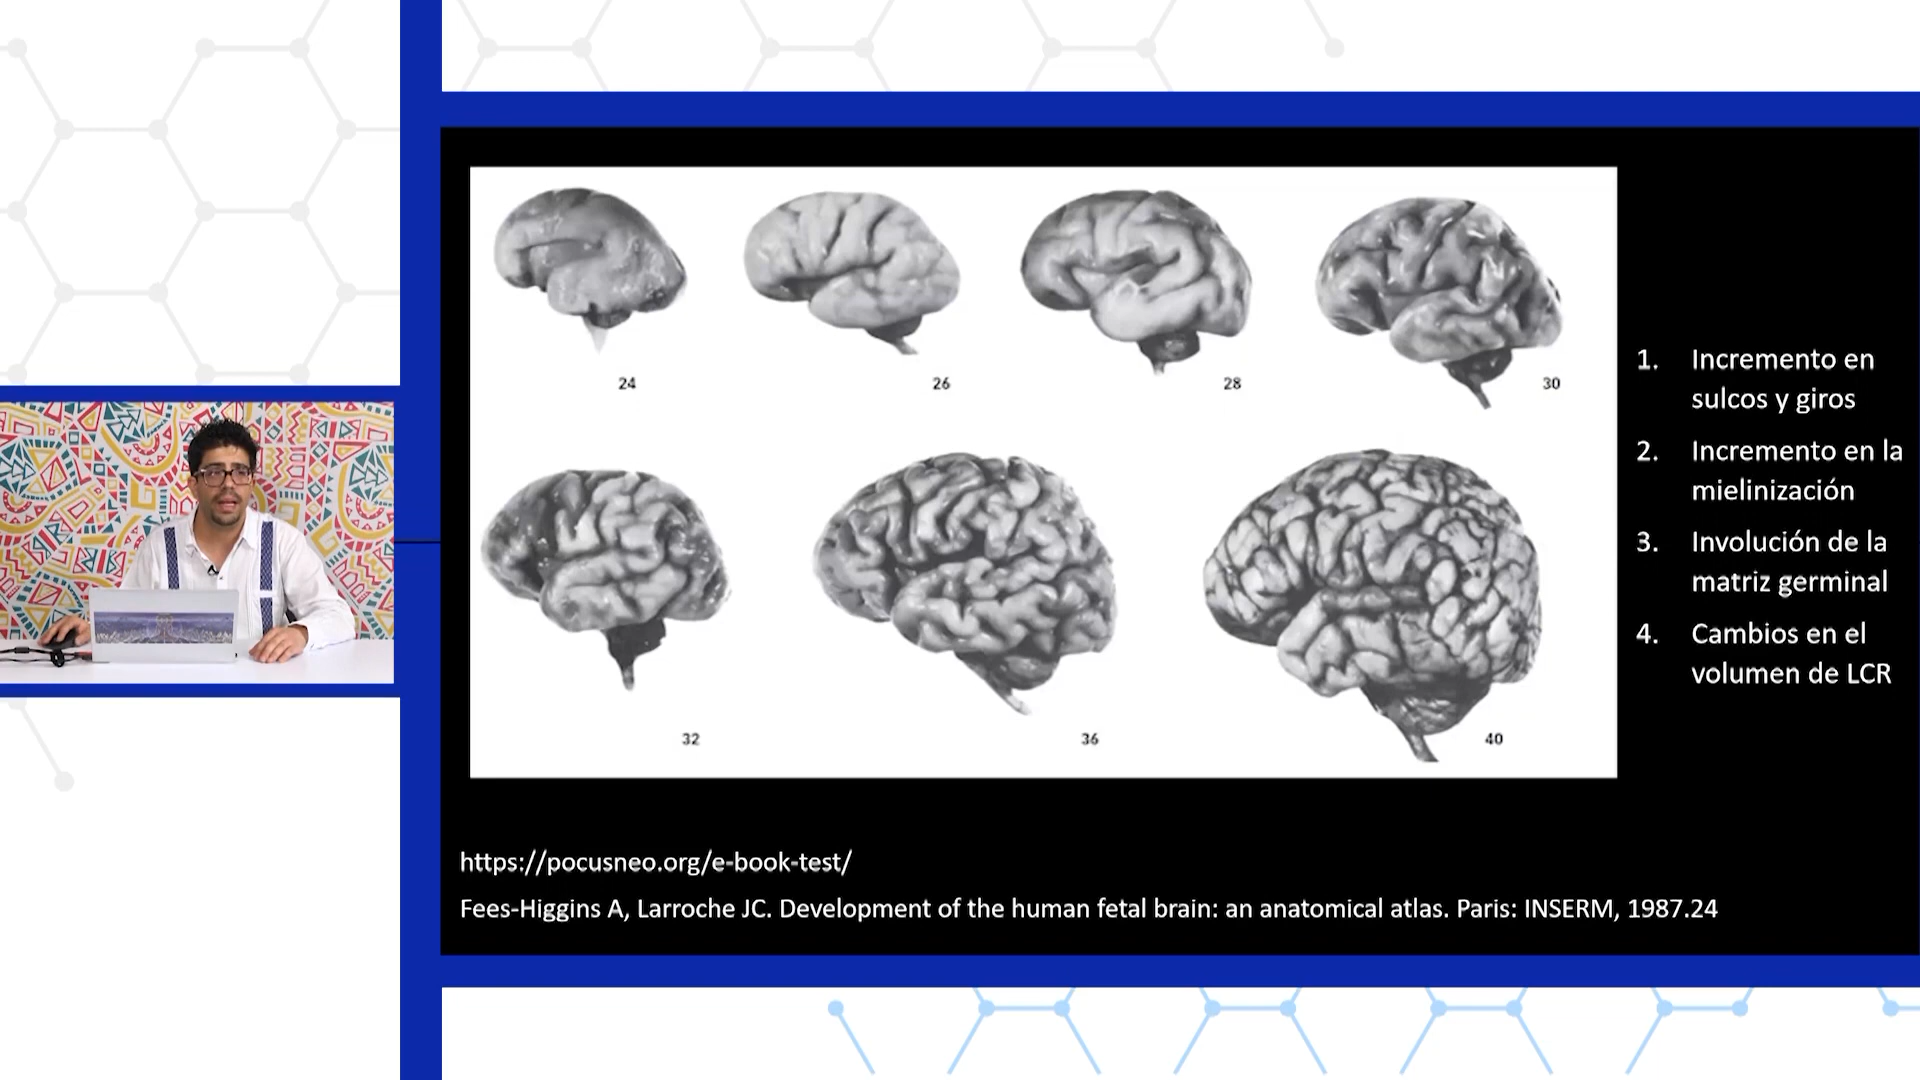 24
26
28
30
32
36
40
1. Incremento en
sulcos y giros
2. Incremento en la
mielinización
3. Involución de la
matriz germinal
4. Cambios en el
volumen de LCR
https://pocusneo.org/e-book-test/
Fees-Higgins A, Larroche JC. Development of the human fetal brain: an anatomical atlas. Paris: INSERM, 1987.24